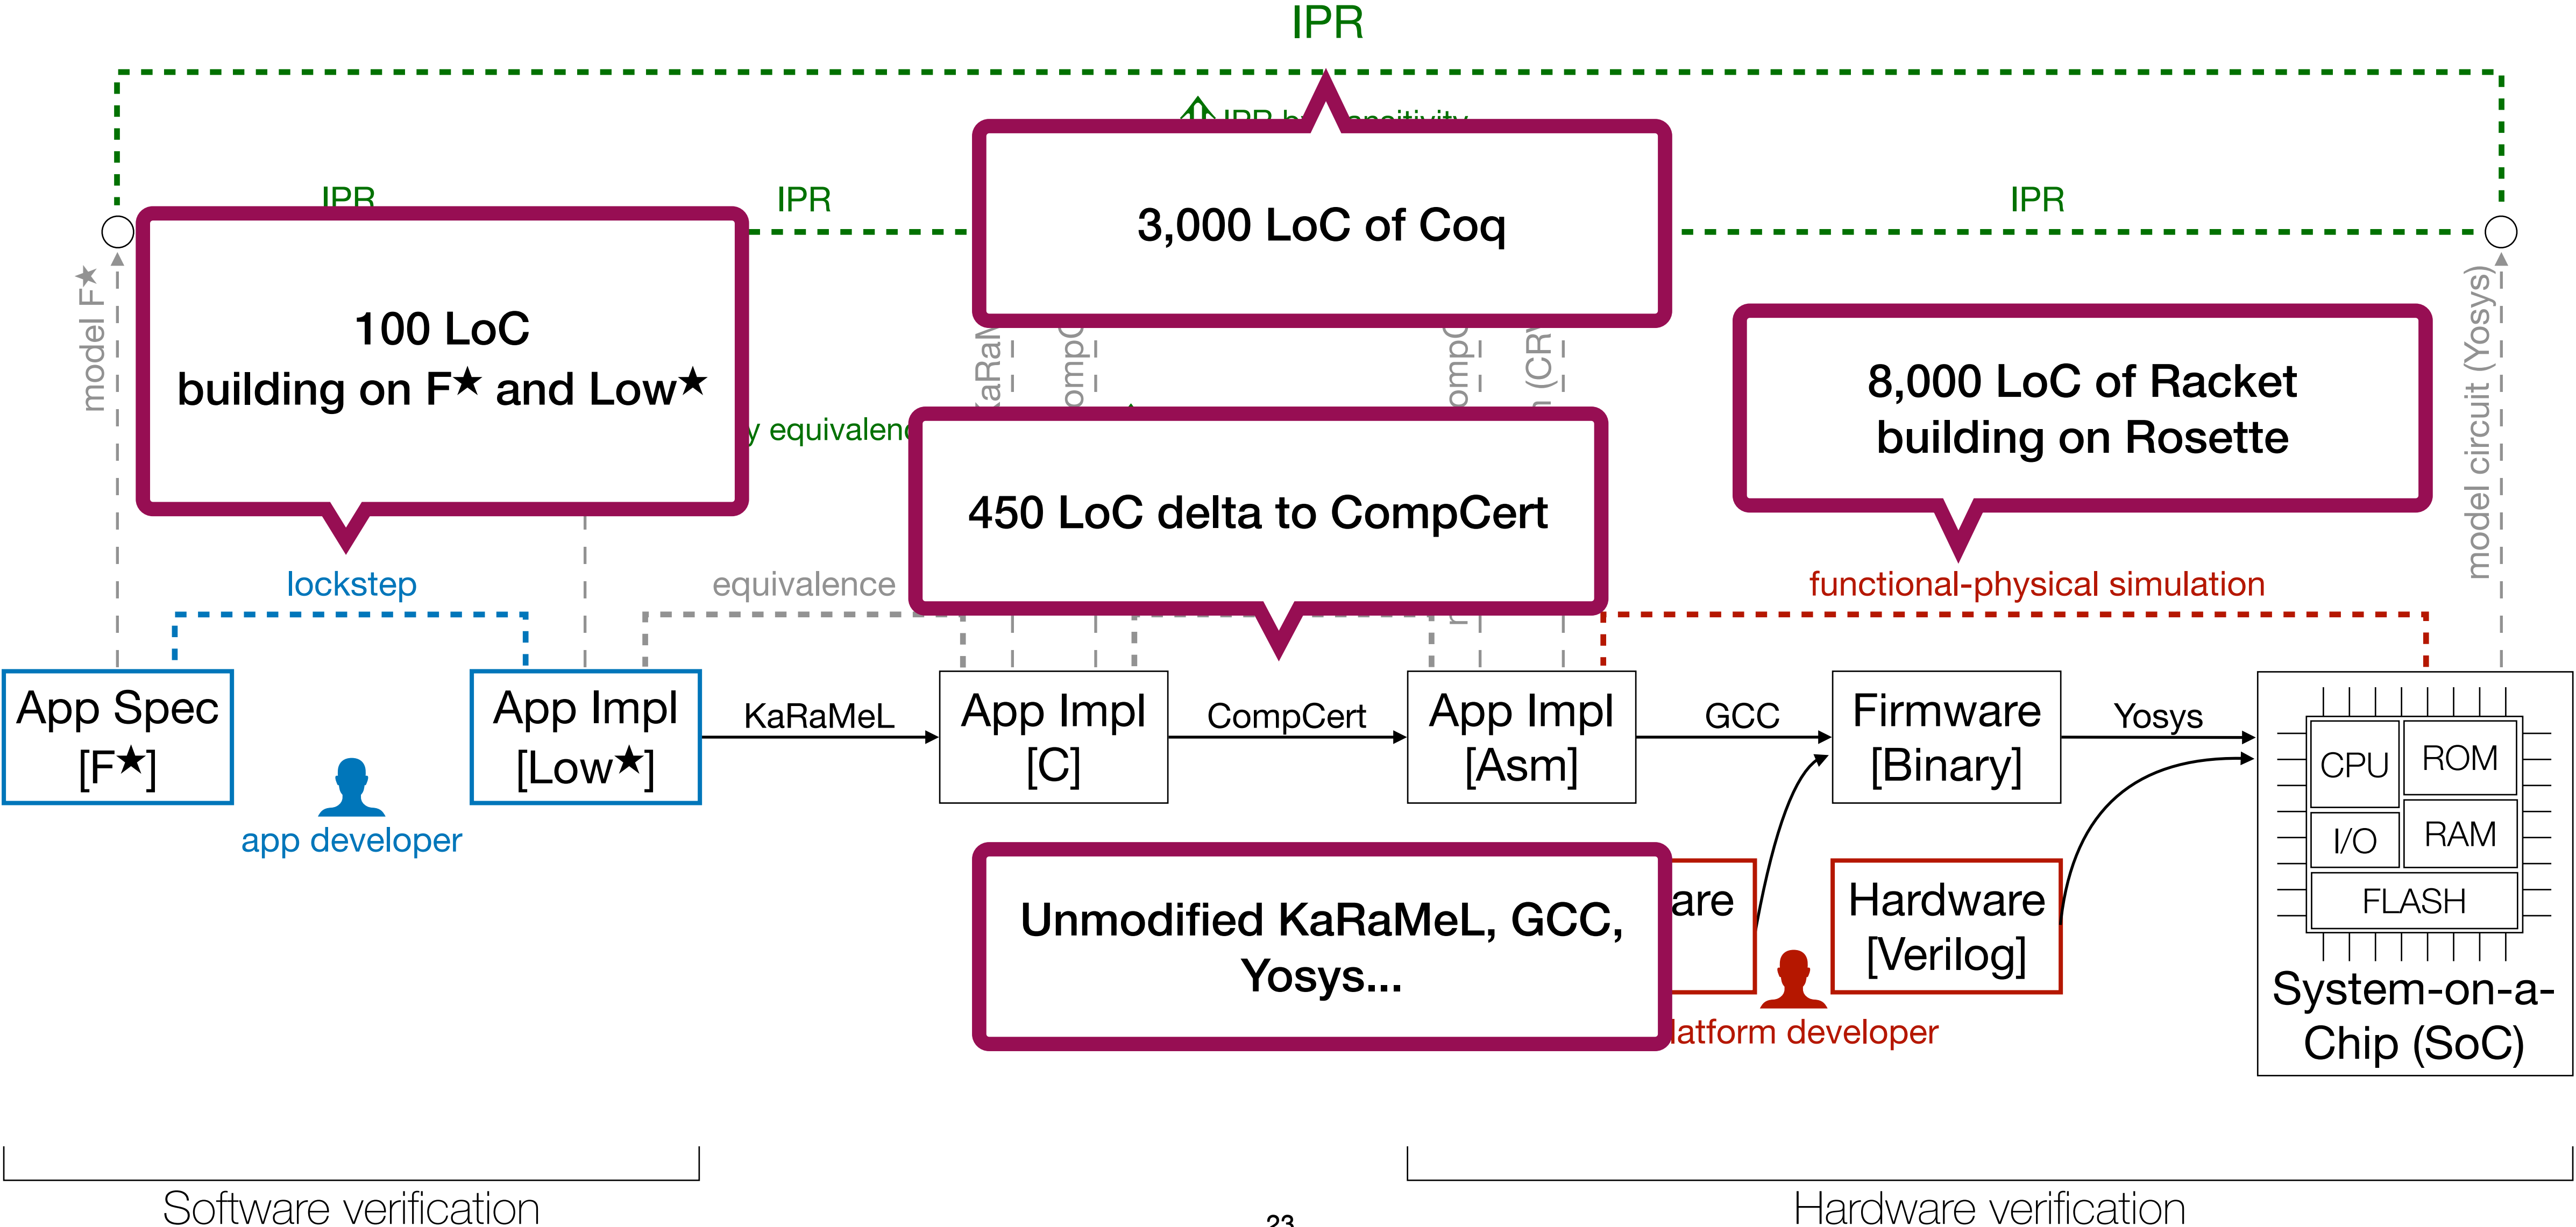 IPR
IPR
IPR
IPR
3,000 LoC of Coq
100 LoC
building on F★ and Low★
8,000 LoC of Racket
building on Rosette
model F★
model circuit (Yosys)
equivalence
450 LoC delta to CompCert
lockstep
functional-physical simulation
App Spec
[F★]
App Impl
[Low★]
KaRaMeL
App Impl
[C]
CompCert
App Impl
[Asm]
GCC
Firmware
[Binary]
Yosys
CPU
ROM
I/O
RAM
FLASH
System-on-a-
Chip (SoC)
app developer
Unmodified KaRaMeL, GCC,
Yosys...
Hardware
[Verilog]
developer
Software verification
Hardware verification
23